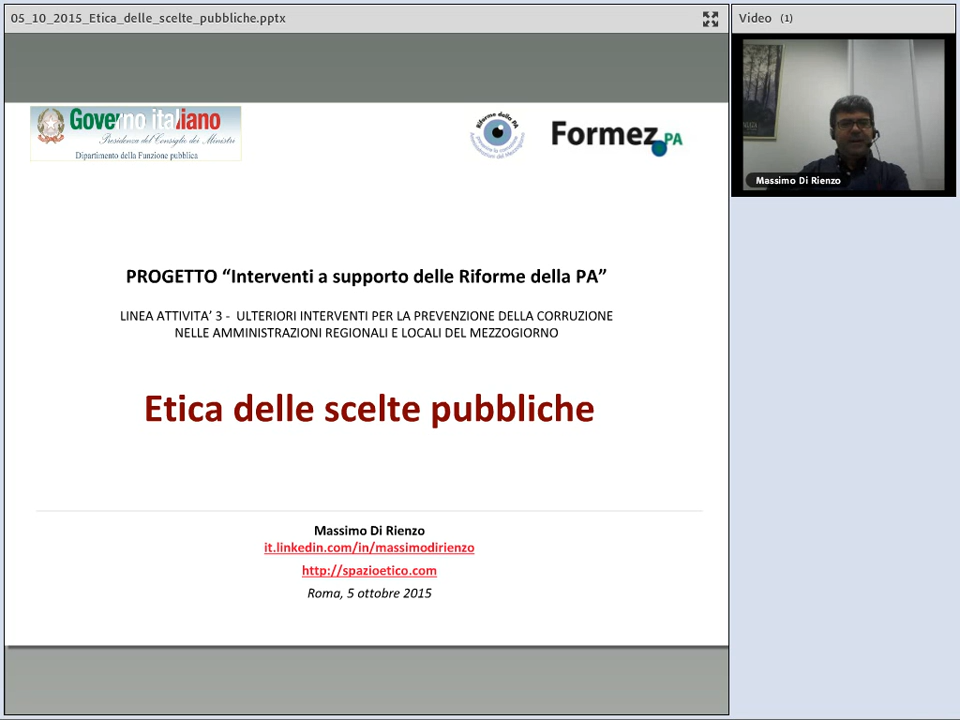 05_10_2015_Etica_delle_scelte_pubbliche.pptx
Video (1)
Massimo Di Rienzo
Governo italiano
Presidenza del Consiglio dei Ministri
Dipartimento della Funzione pubblica
Riforme della PA
Formez PA
PROGETTO “Interventi a supporto delle Riforme della PA”
LINEA ATTIVITA’ 3 - ULTERIORI INTERVENTI PER LA PREVENZIONE DELLA CORRUZIONE
NELLE AMMINISTRAZIONI REGIONALI E LOCALI DEL MEZZOGIORNO
Etica delle scelte pubbliche
Massimo Di Rienzo
it.linkedin.com/in/massimodirienzo
http://spazioetico.com
Roma, 5 ottobre 2015